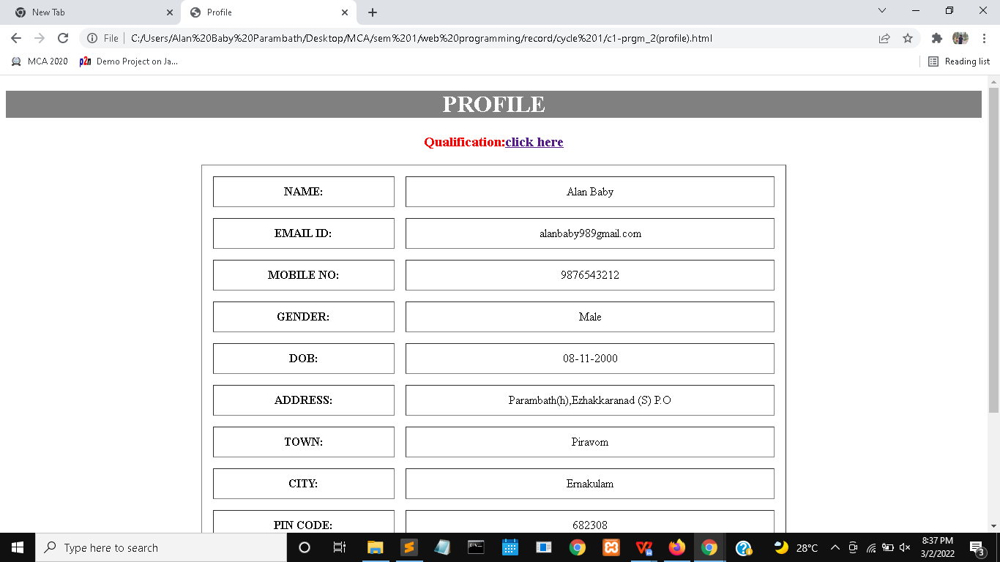 New Tab
Profile
File
C:/Users/Alan%20Baby%20Parambath/Desktop/MCA/sem%201/web%20programming/record/cycle%201/c1-prgm_2(profile).html
MCA 2020
p2n Demo Project on Ja...
Reading list
PROFILE
Qualification:click here
NAME: Alan Baby
EMAIL ID: alanbaby989gmail.com
MOBILE NO: 9876543212
GENDER: Male
DOB: 08-11-2000
ADDRESS: Parambath(h),Ezhakkaranad (S) P.O
TOWN: Piravom
CITY: Ernakulam
PIN CODE: 682308
Type here to search
28°C
8:37 PM
3/2/2022
3